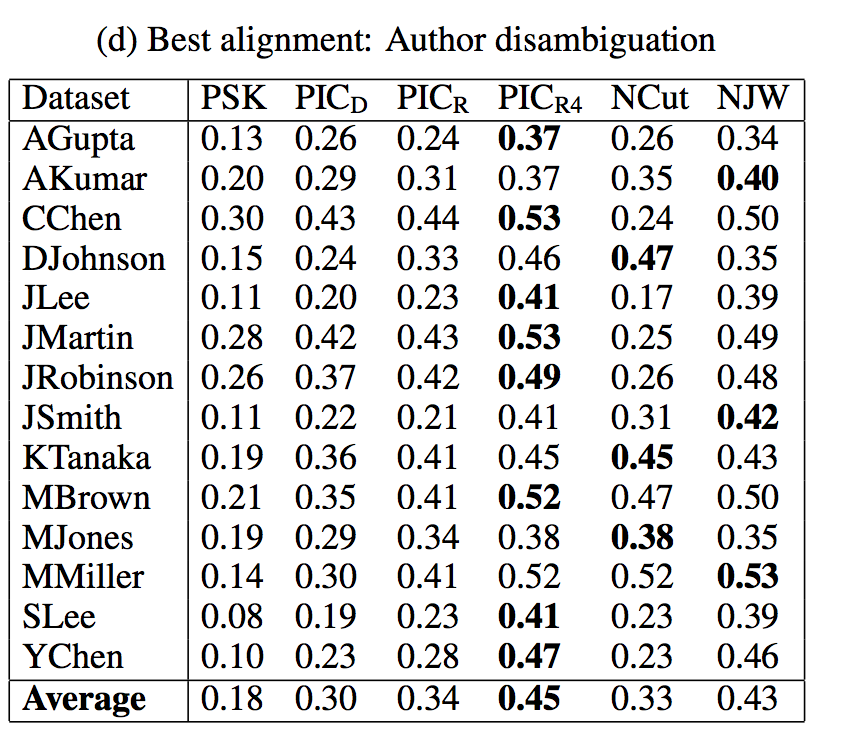 (d) Best alignment: Author disambiguation
Dataset PSK PICD PICR PICR4 NCut NJW
AGupta 0.13 0.26 0.24 0.37 0.26 0.34
AKumar 0.20 0.29 0.31 0.37 0.35 0.40
CChen 0.30 0.43 0.44 0.53 0.24 0.50
DJohnson 0.15 0.24 0.33 0.46 0.47 0.35
JLee 0.11 0.20 0.23 0.41 0.17 0.39
JMartin 0.28 0.42 0.43 0.53 0.25 0.49
JRobinson 0.26 0.37 0.42 0.49 0.26 0.48
JSmith 0.11 0.22 0.21 0.41 0.31 0.42
KTanaka 0.19 0.36 0.41 0.45 0.45 0.43
MBrown 0.21 0.35 0.41 0.52 0.47 0.50
MJones 0.19 0.29 0.34 0.38 0.38 0.35
MMiller 0.14 0.30 0.41 0.52 0.52 0.53
SLee 0.08 0.19 0.23 0.41 0.23 0.39
YChen 0.10 0.23 0.28 0.47 0.23 0.46
Average 0.18 0.30 0.34 0.45 0.33 0.43